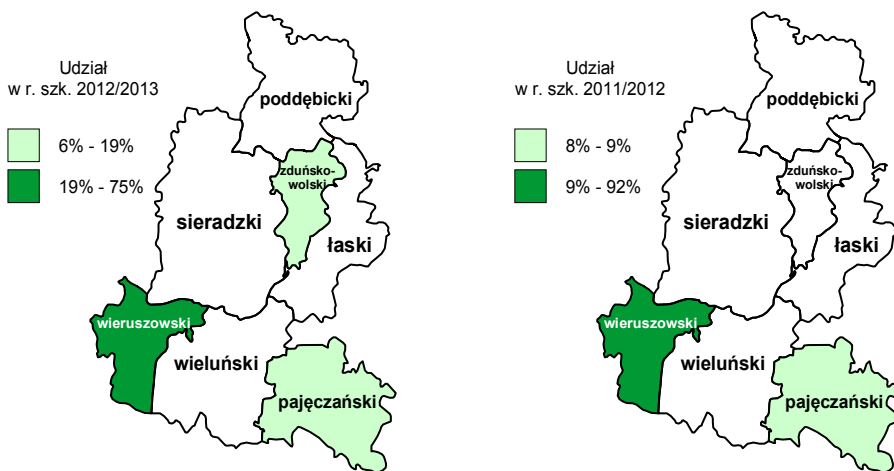 Udział
w r. szk. 2012/2013
6% - 19%
19% - 75%
poddębicki
zduńsko-
wolski
sieradzki
łaski
wieruszowski
wieluński
pajęczański
Udział
w r. szk. 2011/2012
8% - 9%
9% - 92%
poddębicki
zduńsko-
wolski
sieradzki
łaski
wieruszowski
wieluński
pajęczański